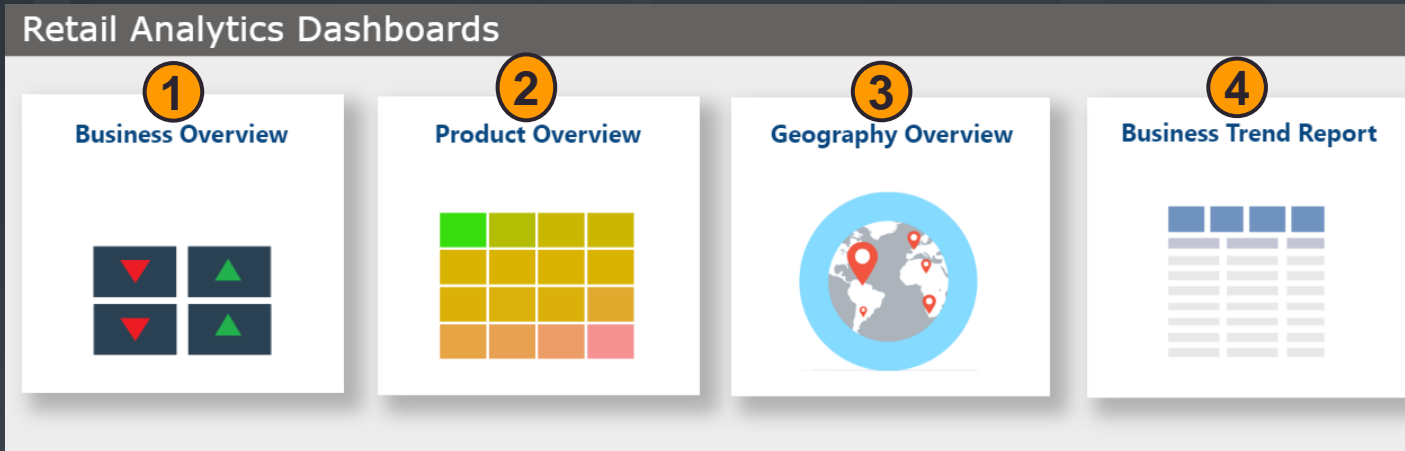 Retail Analytics Dashboards
1
Business Overview
2
Product Overview
3
Geography Overview
4
Business Trend Report